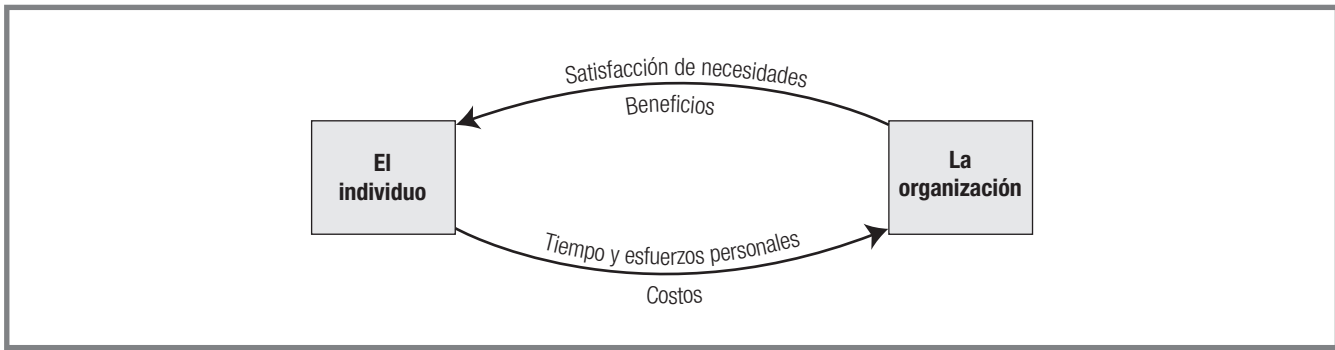 Satisfacción de necesidades
Beneficios
El
individuo
La
organización
Tiempo y esfuerzos personales
Costos